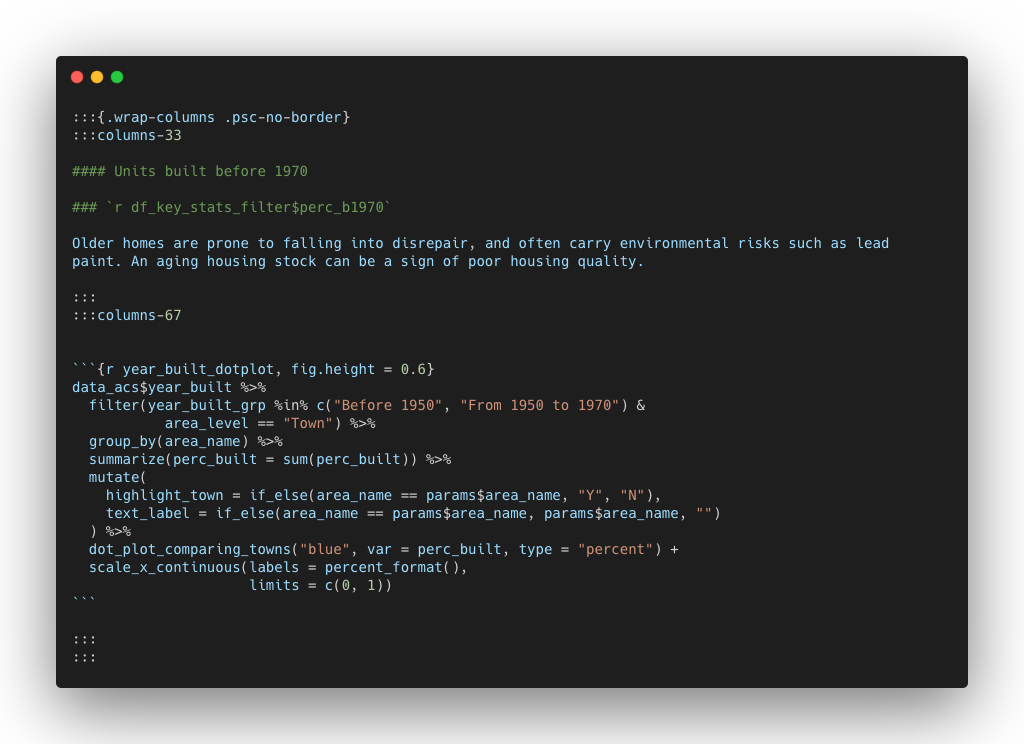 :::{.wrap-columns .psc-no-border}
:::columns-33

#### Units built before 1970

### `r df_key_stats_filter$perc_b1970`

Older homes are prone to falling into disrepair, and often carry environmental risks such as lead
paint. An aging housing stock can be a sign of poor housing quality.

:::
:::columns-67


```{r year_built_dotplot, fig.height = 0.6}
data_acs$year_built %>%
  filter(year_built_grp %in% c("Before 1950", "From 1950 to 1970") &
           area_level == "Town") %>%
  group_by(area_name) %>%
  summarize(perc_built = sum(perc_built)) %>%
  mutate(
    highlight_town = if_else(area_name == params$area_name, "Y", "N"),
    text_label = if_else(area_name == params$area_name, params$area_name, "")
  ) %>%
  dot_plot_comparing_towns("blue", var = perc_built, type = "percent") +
  scale_x_continuous(labels = percent_format(),
                     limits = c(0, 1))
```

:::
:::